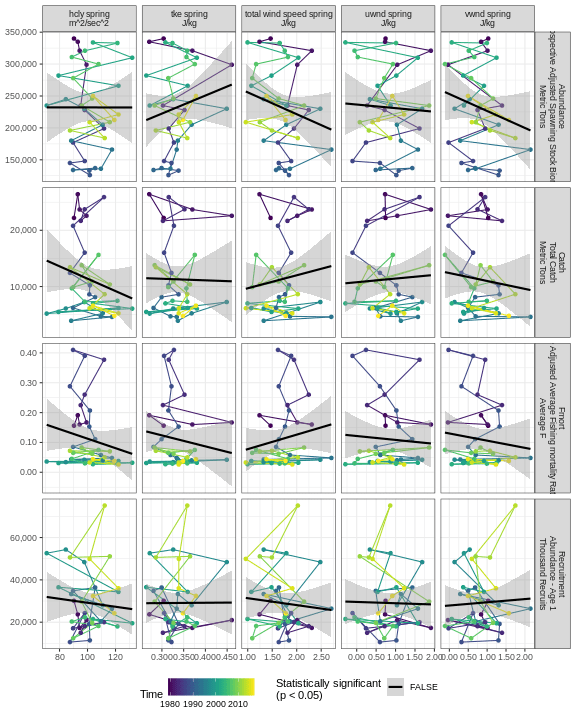 hcly spring
m^2/sec^2
tke spring
J/kg
total wind speed spring
J/kg
uwnd spring
J/kg
vwnd spring
J/kg
350,000
300,000
250,000
200,000
150,000
Abundance
Adjusted Spawning Stock
Metric Tons
20,000
10,000
Catch
Total Catch
Metric Tons
0.40
0.30
0.20
0.10
0.00
Fmort
Adjusted Average Fishing mortality
Average F
60,000
40,000
20,000
Recruitment
Abundance - Age 1
Thousand Recruits
80 100 120
0.300 0.350 0.400 0.450
1.00 1.50 2.00 2.50
0.00 0.50 1.00 1.50 2.00
0.00 0.50 1.00 1.50 2.00
Time
1980 1990 2000 2010
Statistically significant
(p < 0.05)
FALSE